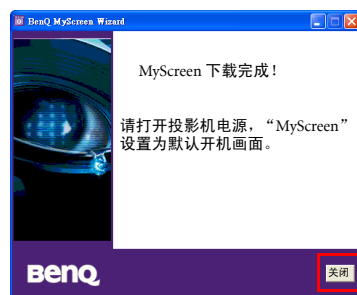 BenQ MyScreen Wizard
MyScreen 下载完成！
请打开投影机电源，“MyScreen”
设置为默认开机画面。
BenQ
关闭